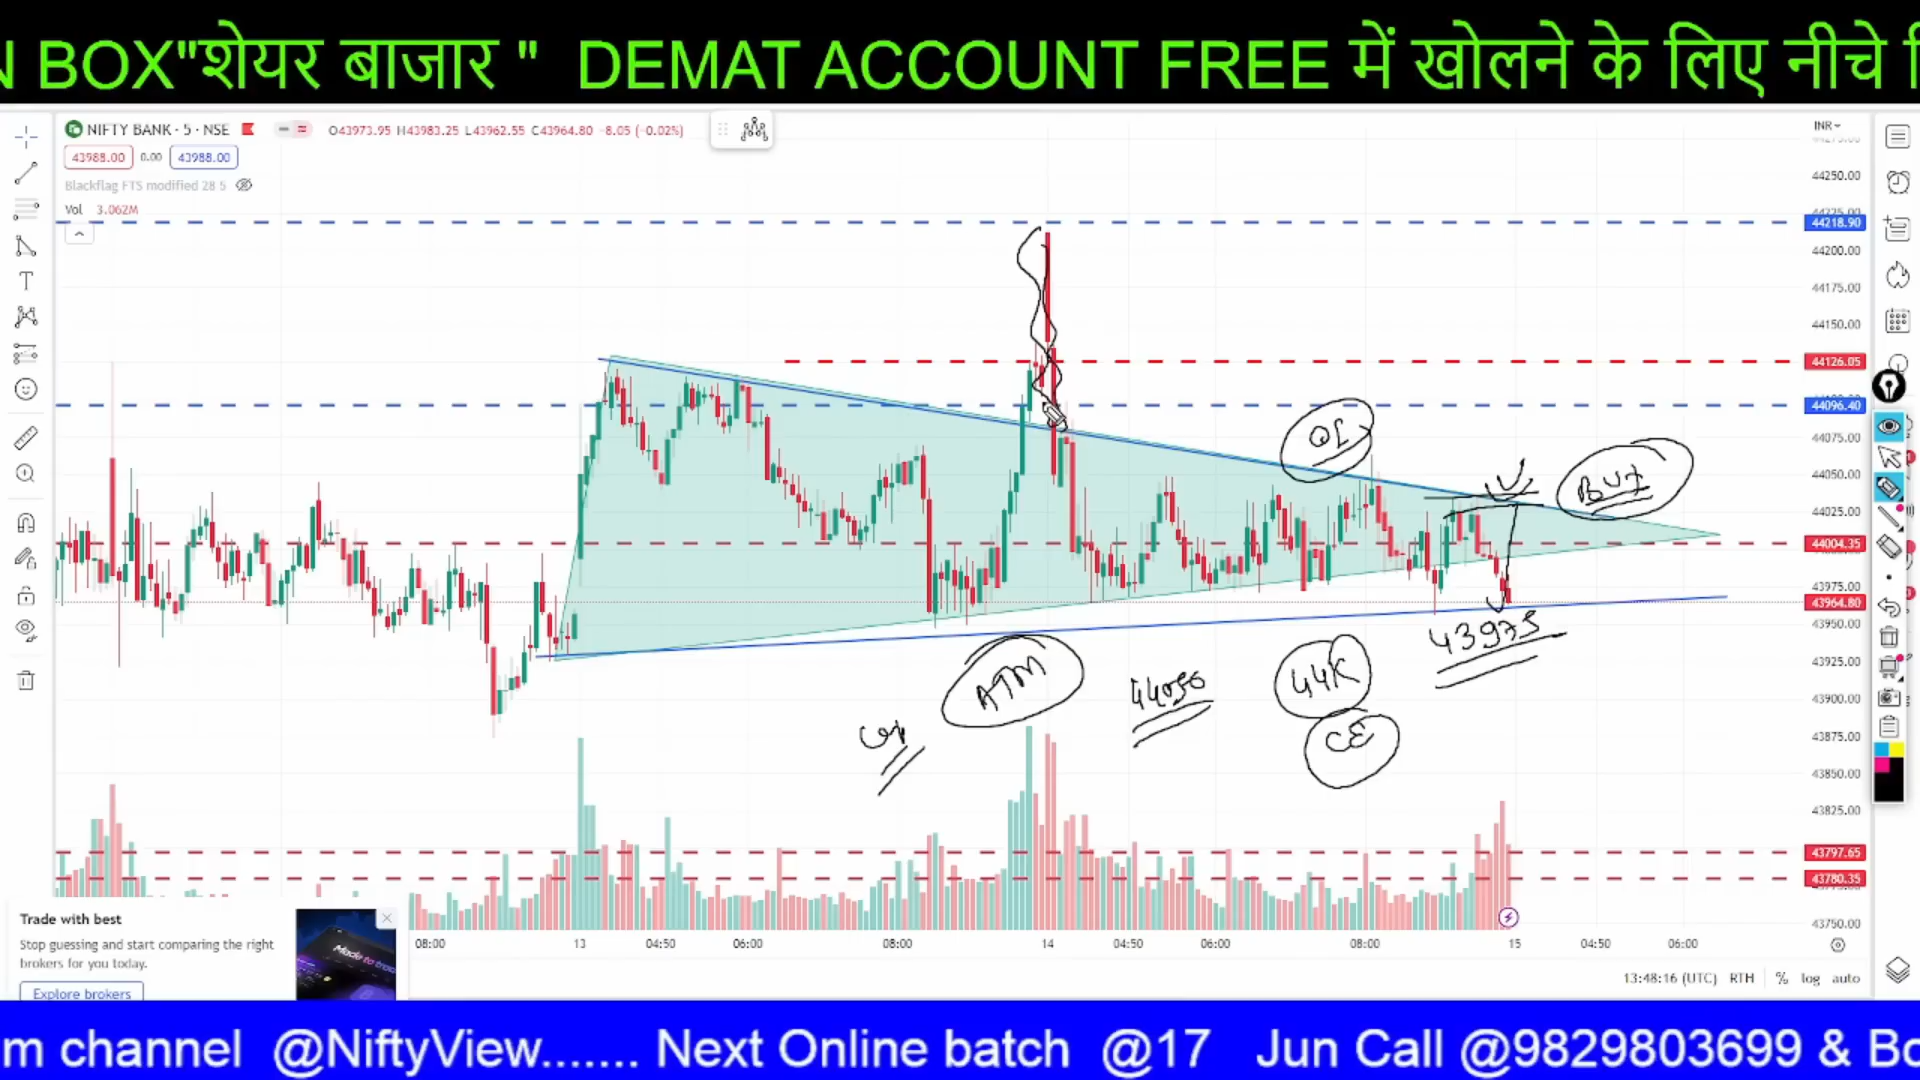 N BOX"शेयर बाजार " DEMAT ACCOUNT FREE में खोलने के लिए नीचे
NIFTY BANK · 5 · NSE O43973.95 H43983.25 L43962.55 C43964.80 -8.05 (-0.02%)
INR
43988.00 0.00 43988.00
Blackflag FTS modified 28 5
Vol 3.062M
44250.00
44218.90
44200.00
44175.00
44150.00
44126.05
44096.40
44075.00
44050.00
44025.00
44004.35
43975.00
43964.80
43950.00
43925.00
43900.00
43875.00
43850.00
43825.00
43797.65
43780.35
43750.00
BUY
43975
ATM
44050
44K
CE
Trade with best
Stop guessing and start comparing the right
brokers for you today.
Explore brokers
08:00 13 04:50 06:00 08:00 14 04:50 06:00 08:00 15 04:50 06:00
13:48:16 (UTC) RTH % log auto
m channel @NiftyView....... Next Online batch @17 Jun Call @9829803699 & Bo